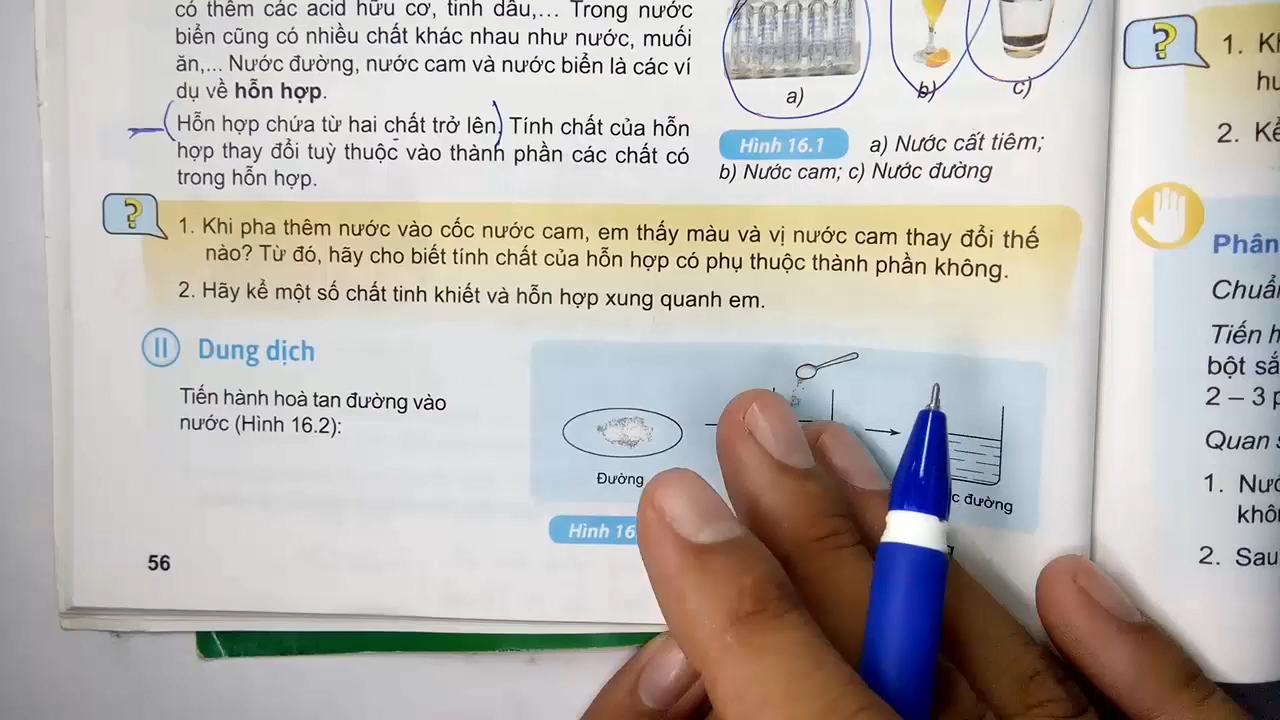 có thêm các acid hữu cơ, tinh dầu,... Trong nước
biển cũng có nhiều chất khác nhau như nước, muối
ăn,... Nước đường, nước cam và nước biển là các ví
dụ về hỗn hợp.
Hỗn hợp chứa từ hai chất trở lên. Tính chất của hỗn
hợp thay đổi tuỳ thuộc vào thành phần các chất có
trong hỗn hợp.
a)
b)
c)
Hình 16.1 a) Nước cất tiêm;
b) Nước cam; c) Nước đường
?
1. Khi pha thêm nước vào cốc nước cam, em thấy màu và vị nước cam thay đổi thế
nào? Từ đó, hãy cho biết tính chất của hỗn hợp có phụ thuộc thành phần không.
2. Hãy kể một số chất tinh khiết và hỗn hợp xung quanh em.
II Dung dịch
Tiến hành hoà tan đường vào
nước (Hình 16.2):
Đường
đường
Hình 16
56
?
1.
2.
Phân
Tiến
bột
2 – 3
Quan
1.
2. Sau